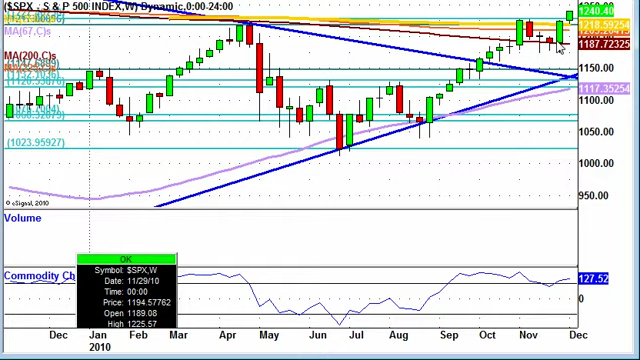 ($SPX - S & P 500 INDEX,W) Dynamic,0:00-24:00
MA(67,C)s
MA(200,C)s
(1023.95927)
1240.40
1218.59254
1187.72325
1150.00
1117.35254
1100.00
1050.00
1000.00
950.00
© eSignal, 2010
Volume
OK
Symbol: $SPX,W
Date: 11/29/10
Time: 00:00
Price: 1194.57762
Open 1189.08
High 1225.57
Commodity Ch
127.52
0
Dec
Jan
Feb
Mar
Apr
May
Jun
Jul
Aug
Sep
Oct
Nov
Dec
2010